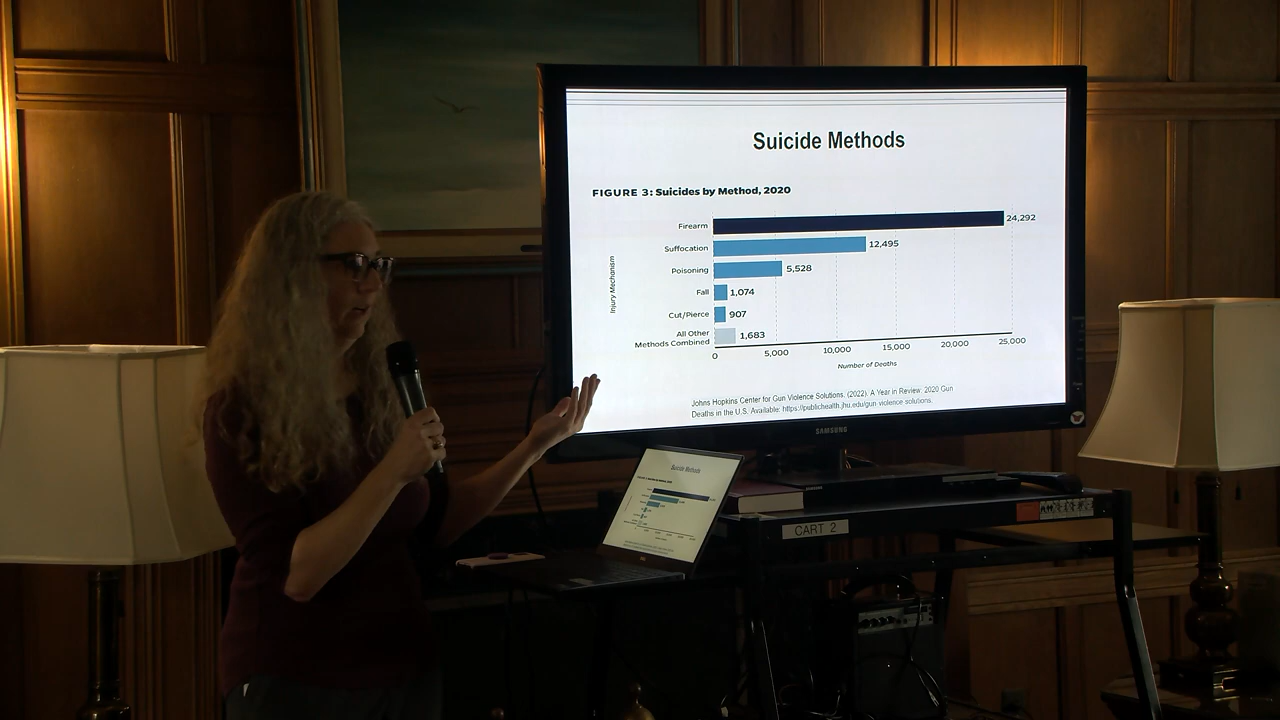 Suicide Methods
FIGURE 3: Suicides by Method, 2020
Injury Mechanism
Firearm 24,292
Suffocation 12,495
Poisoning 5,528
Fall 1,074
Cut/Pierce 907
All Other
Methods Combined 1,683
0 5,000 10,000 15,000 20,000 25,000
Number of Deaths
Johns Hopkins Center for Gun Violence Solutions. (2022). A Year in Review: 2020 Gun
Deaths in the U.S. Available: https://publichealth.jhu.edu/gun-violence-solutions.
SAMSUNG
Suicide Methods
CART 2